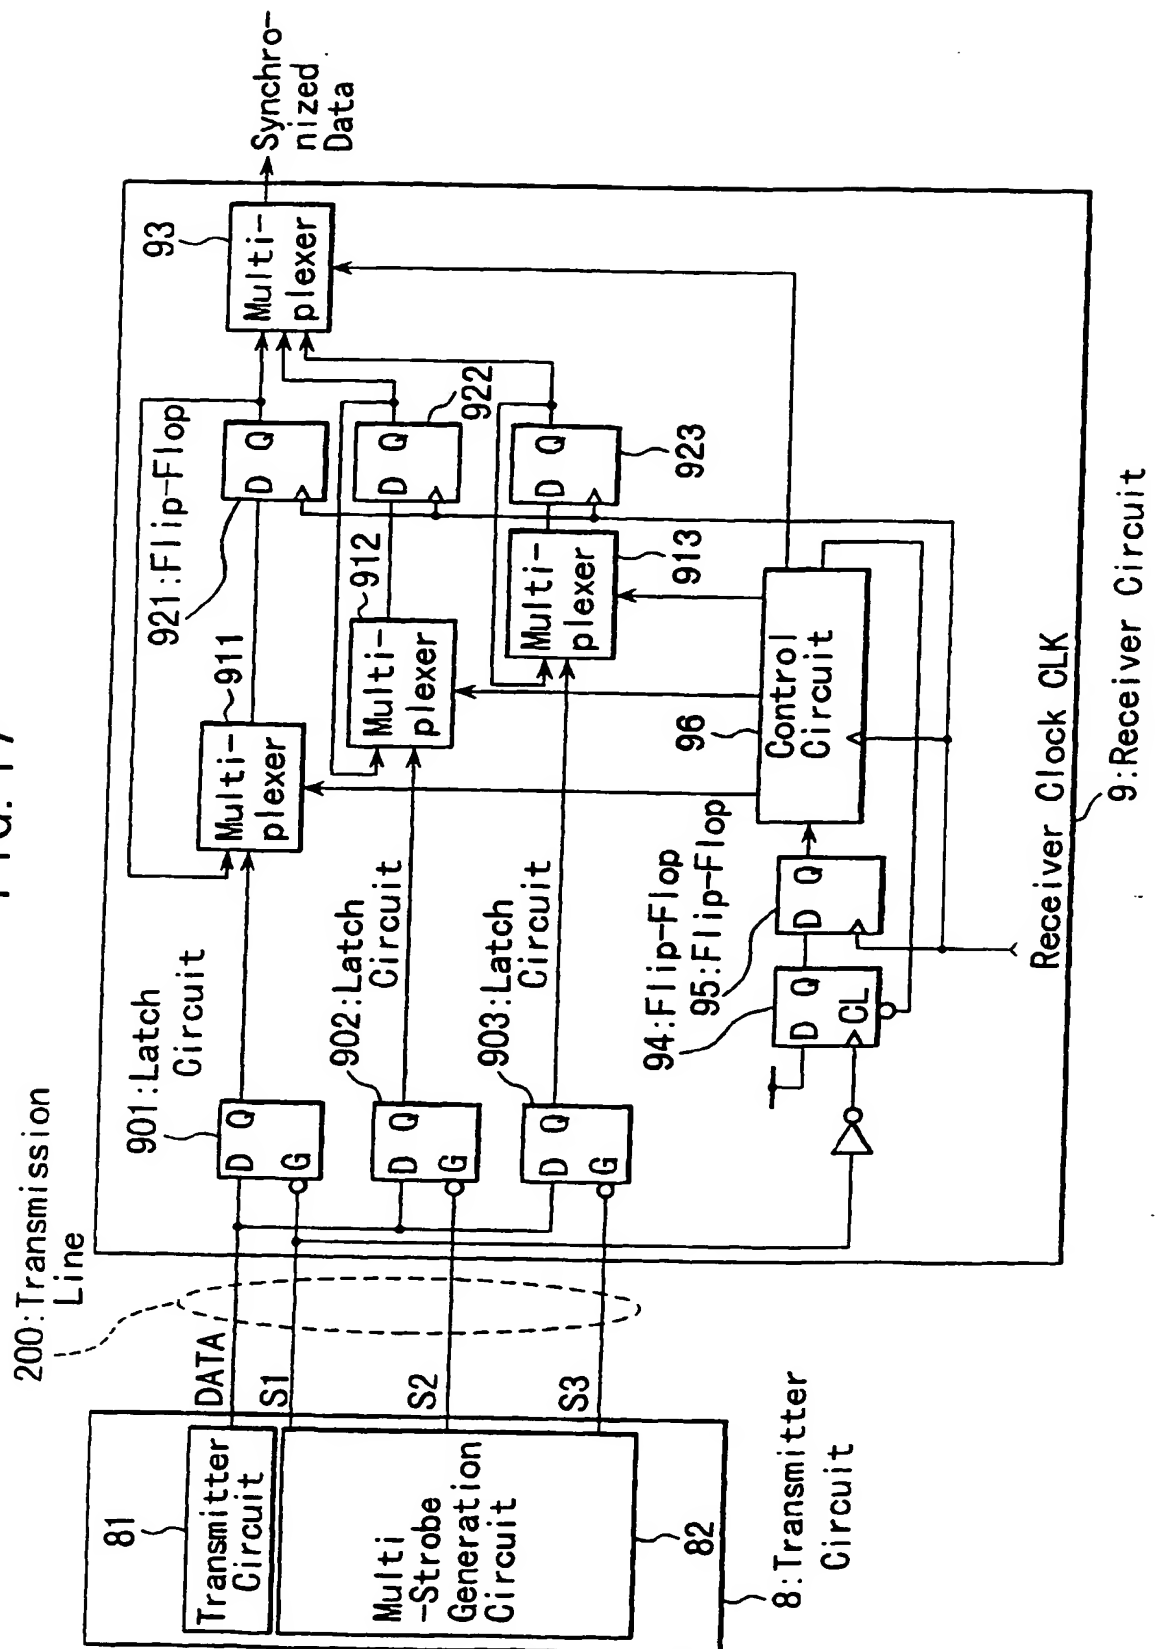 200:Transmission
Line
8:Transmitter
Circuit
81
Transmitter
Circuit
82
Multi
-Strobe
Generation
Circuit
DATA
S1
S2
S3
901:Latch
Circuit
D Q
G
902:Latch
Circuit
D Q
G
903:Latch
Circuit
D Q
G
911
Multi-
plexer
912
Multi-
plexer
913
Multi-
plexer
921:Flip-Flop
D Q
922
D Q
923
D Q
93
Multi-
plexer
Synchro-
nized
Data
94:Flip-Flop
95:Flip-Flop
D Q
CL
D Q
96
Control
Circuit
Receiver Clock CLK
9:Receiver Circuit